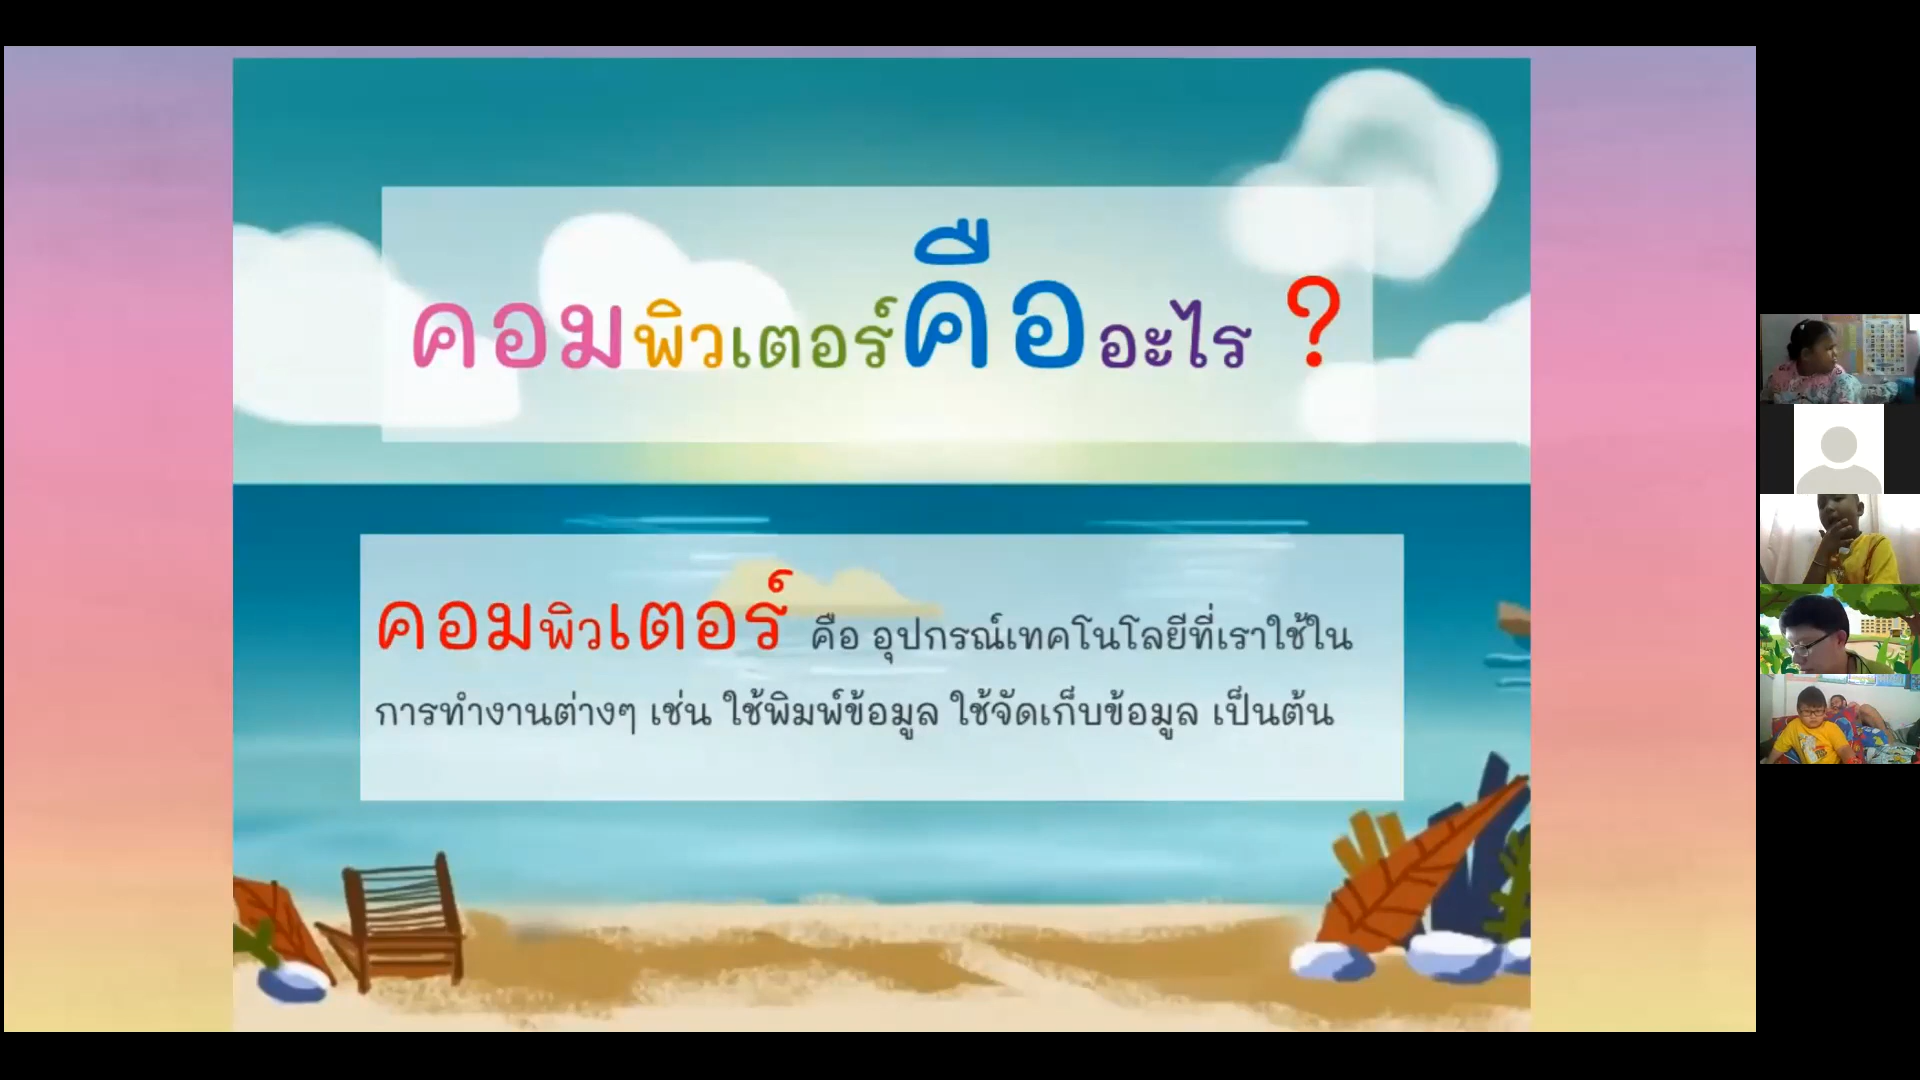 คอมพิวเตอร์คืออะไร ?
คอมพิวเตอร์ คือ อุปกรณ์เทคโนโลยีที่เราใช้ใน
การทำงานต่างๆ เช่น ใช้พิมพ์ข้อมูล ใช้จัดเก็บข้อมูล เป็นต้น